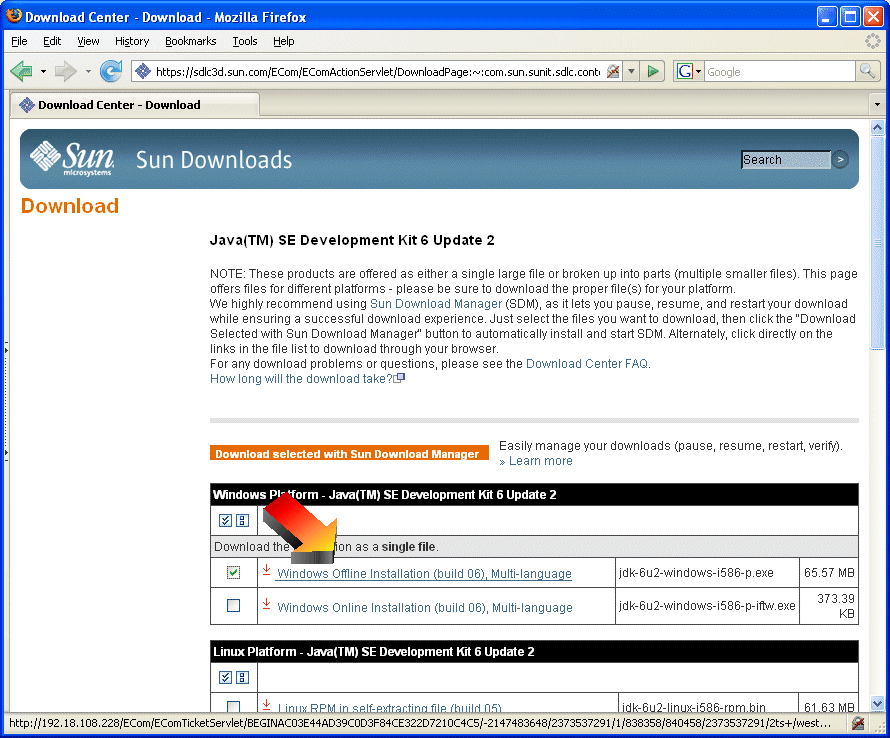 Download Center - Download - Mozilla Firefox
File Edit View History Bookmarks Tools Help
https://sdlc3d.sun.com/ECom/EComActionServlet/DownloadPage:~:com.sun.sunit.sdlc.conte
G Google
Download Center - Download
Sun microsystems Sun Downloads Search >
Download
Java(TM) SE Development Kit 6 Update 2
NOTE: These products are offered as either a single large file or broken up into parts (multiple smaller files). This page
offers files for different platforms - please be sure to download the proper file(s) for your platform.
We highly recommend using Sun Download Manager (SDM), as it lets you pause, resume, and restart your download
while ensuring a successful download experience. Just select the files you want to download, then click the "Download
Selected with Sun Download Manager" button to automatically install and start SDM. Alternately, click directly on the
links in the file list to download through your browser.
For any download problems or questions, please see the Download Center FAQ.
How long will the download take?
Download selected with Sun Download Manager
Easily manage your downloads (pause, resume, restart, verify).
» Learn more
Windows Platform - Java(TM) SE Development Kit 6 Update 2
Download the ion as a single file.
Windows Offline Installation (build 06), Multi-language jdk-6u2-windows-i586-p.exe 65.57 MB
Windows Online Installation (build 06), Multi-language jdk-6u2-windows-i586-p-iftw.exe 373.39
KB
Linux Platform - Java(TM) SE Development Kit 6 Update 2
Linux RPM in self-extracting file (build 05) jdk-6u2-linux-i586-rpm.bin 61.63 MB
http://192.18.108.228/ECom/EComTicketServlet/BEGINAC03E44AD39C0D3F84CE322D7210C4C5/-2147483648/2373537291/1/838358/840458/2373537291/2ts+/west...